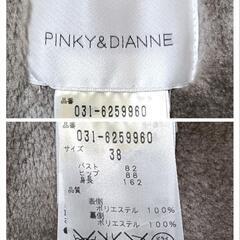 PINKY&DIANNE
品番
031-6259960
品番
031-6259960
サイズ
38
バスト 82
ヒップ 88
身長 162
品質
表側
ポリエステル 100%
裏側
ポリエステル 100%